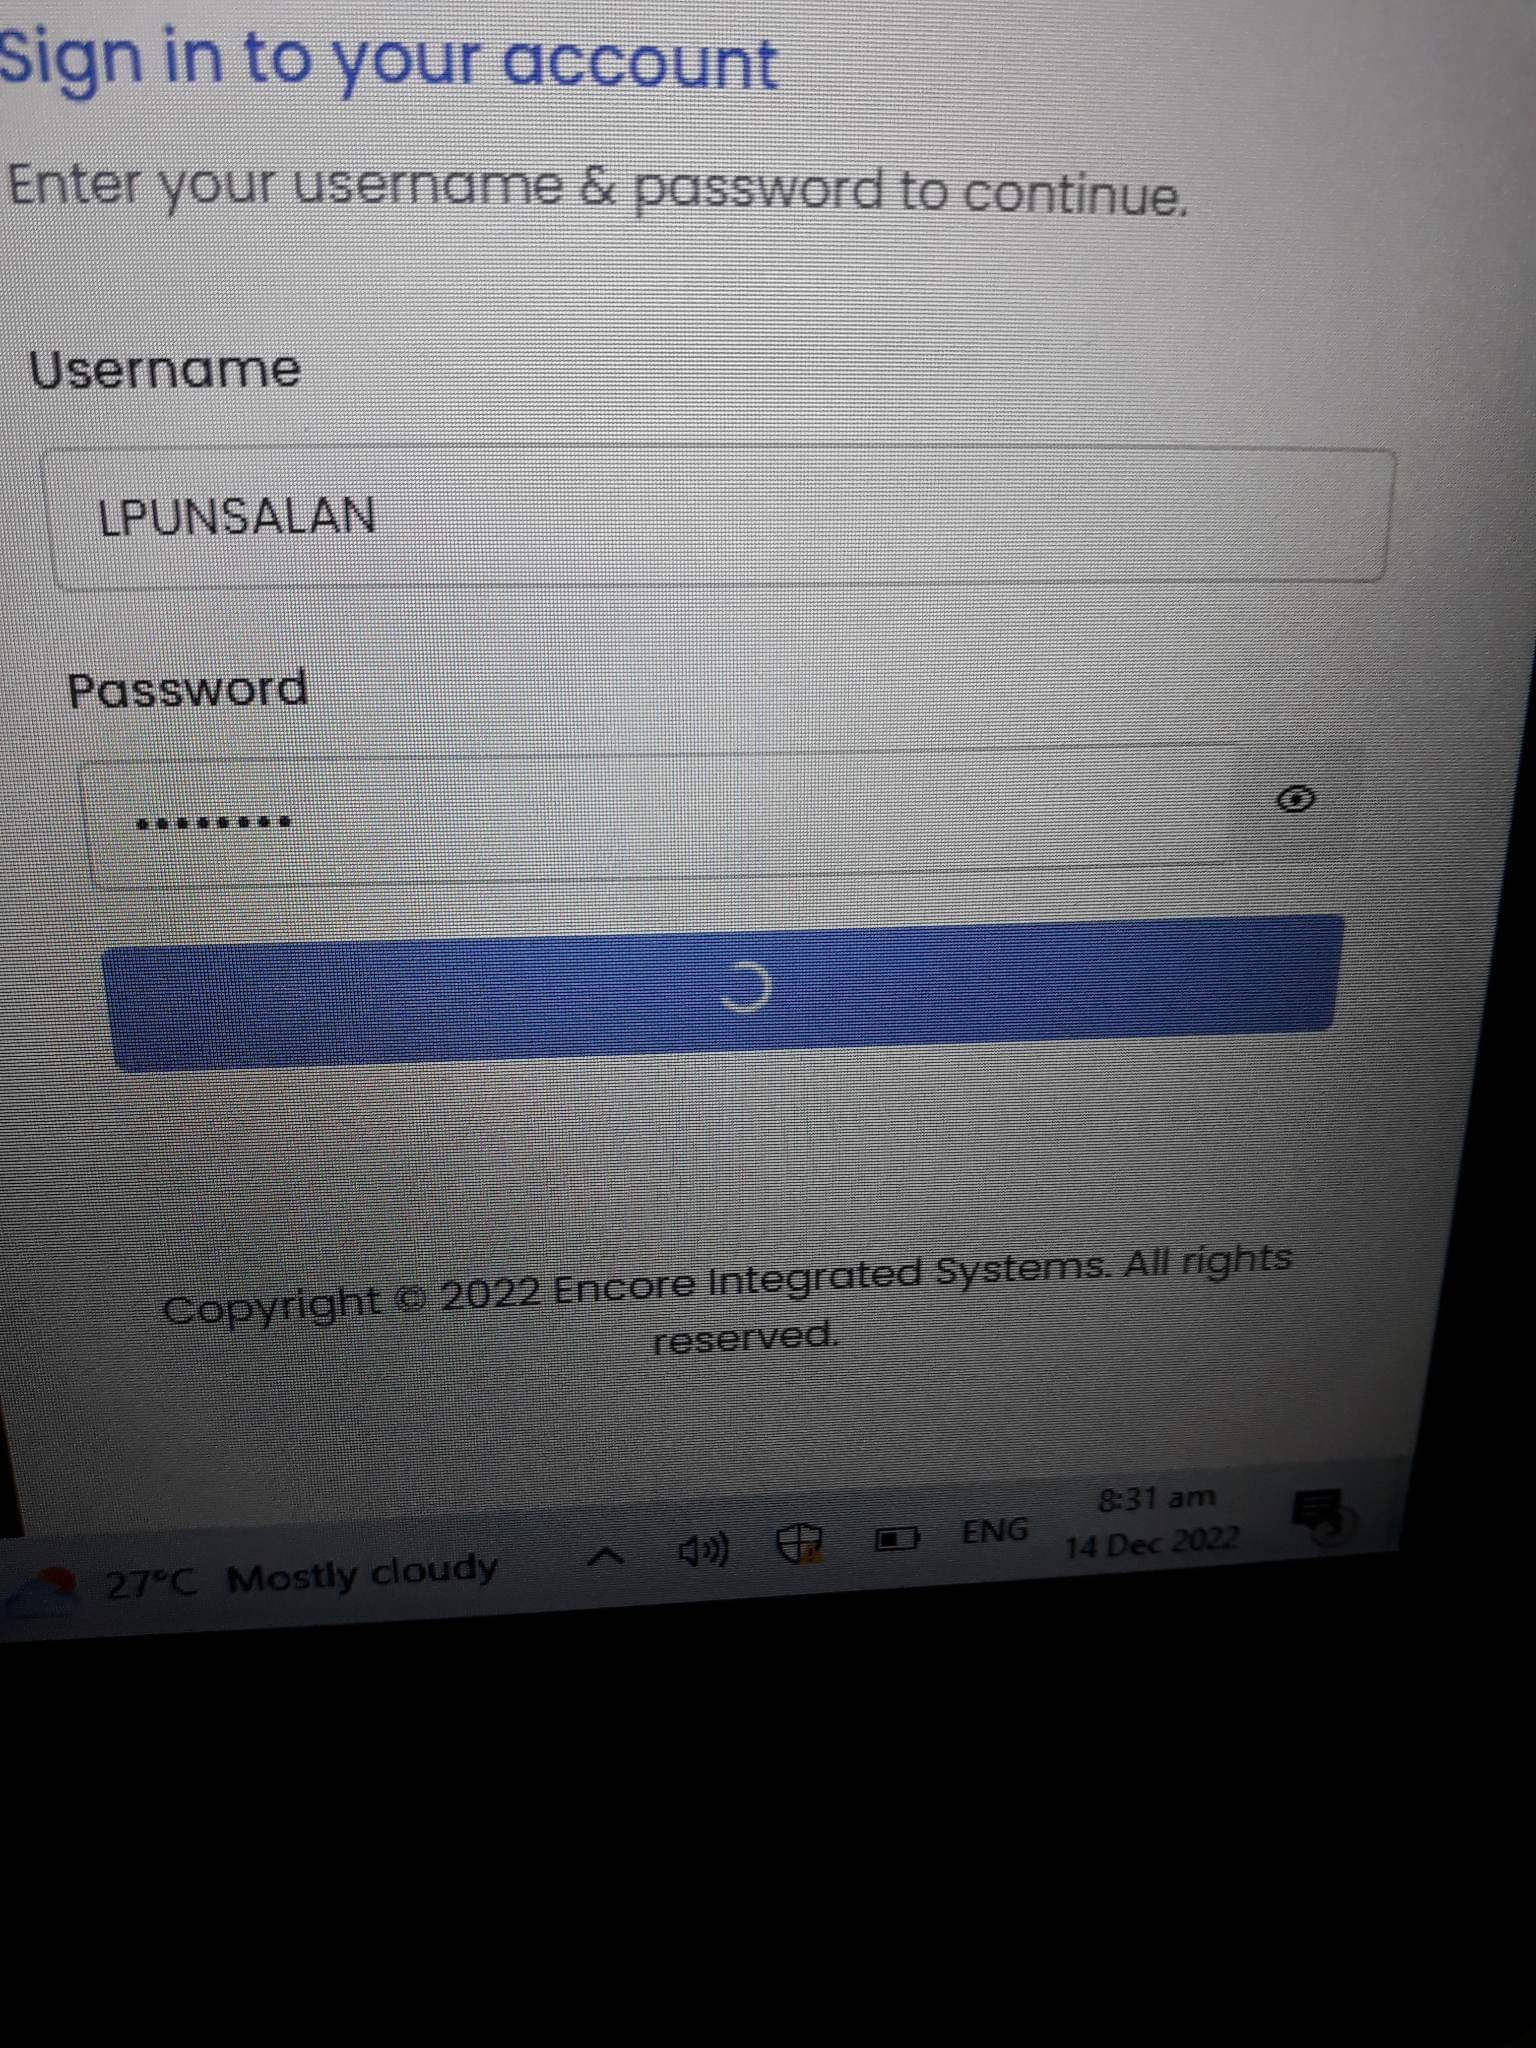 Sign in to your account
Enter your username & password to continue.
Username
LPUNSALAN
Password
Copyright © 2022 Encore Integrated Systems. All rights
reserved.
27°C Mostly cloudy
ENG
8:31 am
14 Dec 2022
3